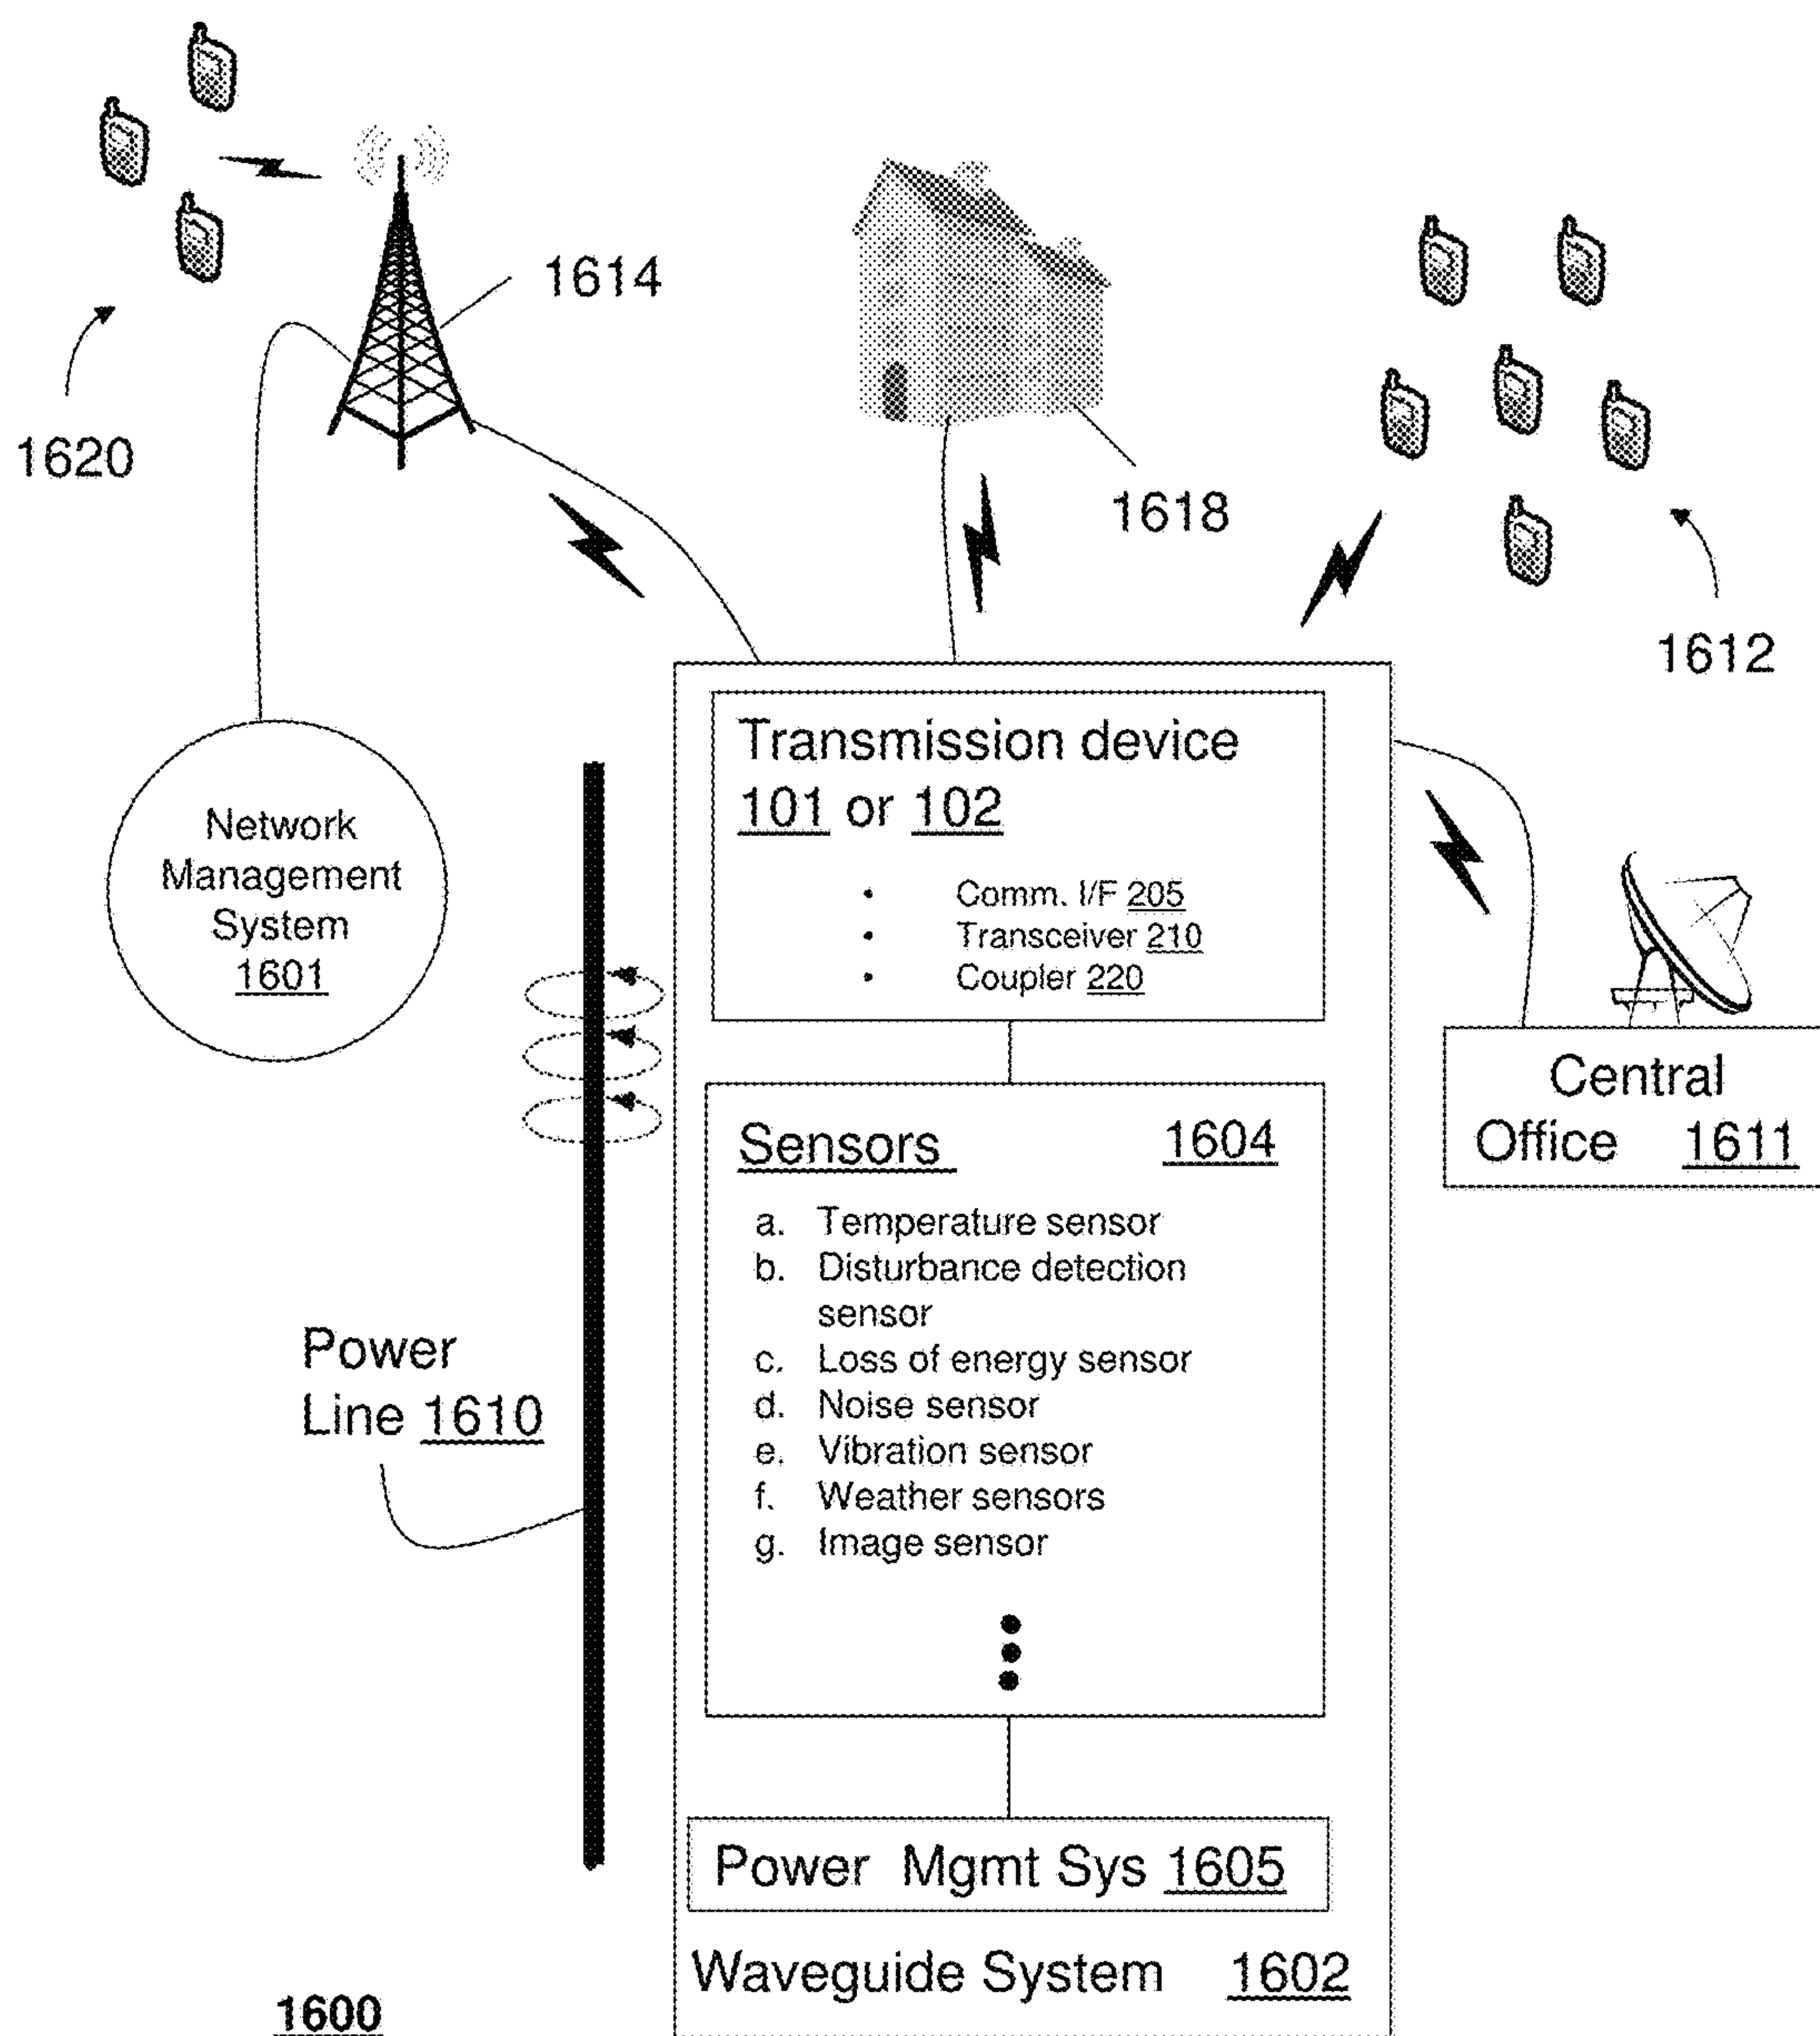 1614
1620
1618
1612
Network
Management
System
1601
Transmission device
101 or 102
• Comm. I/F 205
• Transceiver 210
• Coupler 220
Central
Office 1611
Sensors 1604
a. Temperature sensor
b. Disturbance detection
sensor
c. Loss of energy sensor
d. Noise sensor
e. Vibration sensor
f. Weather sensors
g. Image sensor
Power
Line 1610
Power Mgmt Sys 1605
Waveguide System 1602
1600